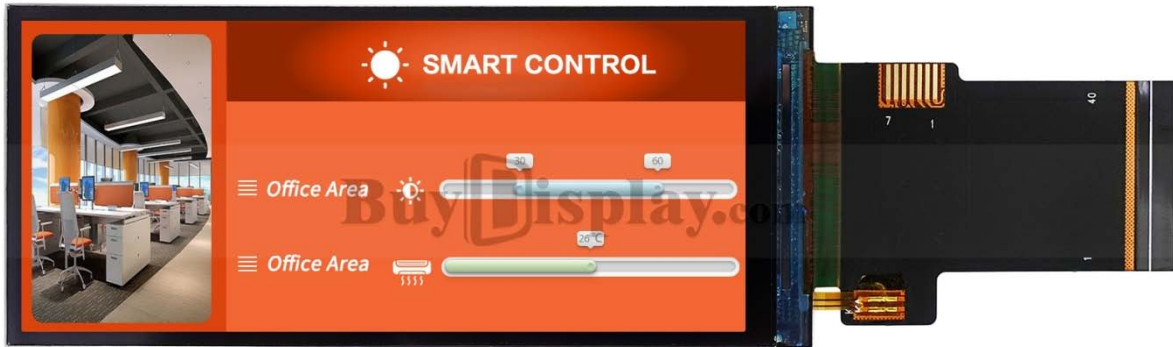 SMART CONTROL
30
60
Office Area
BuyDisplay.com
26℃
Office Area
7
1
40
1
K